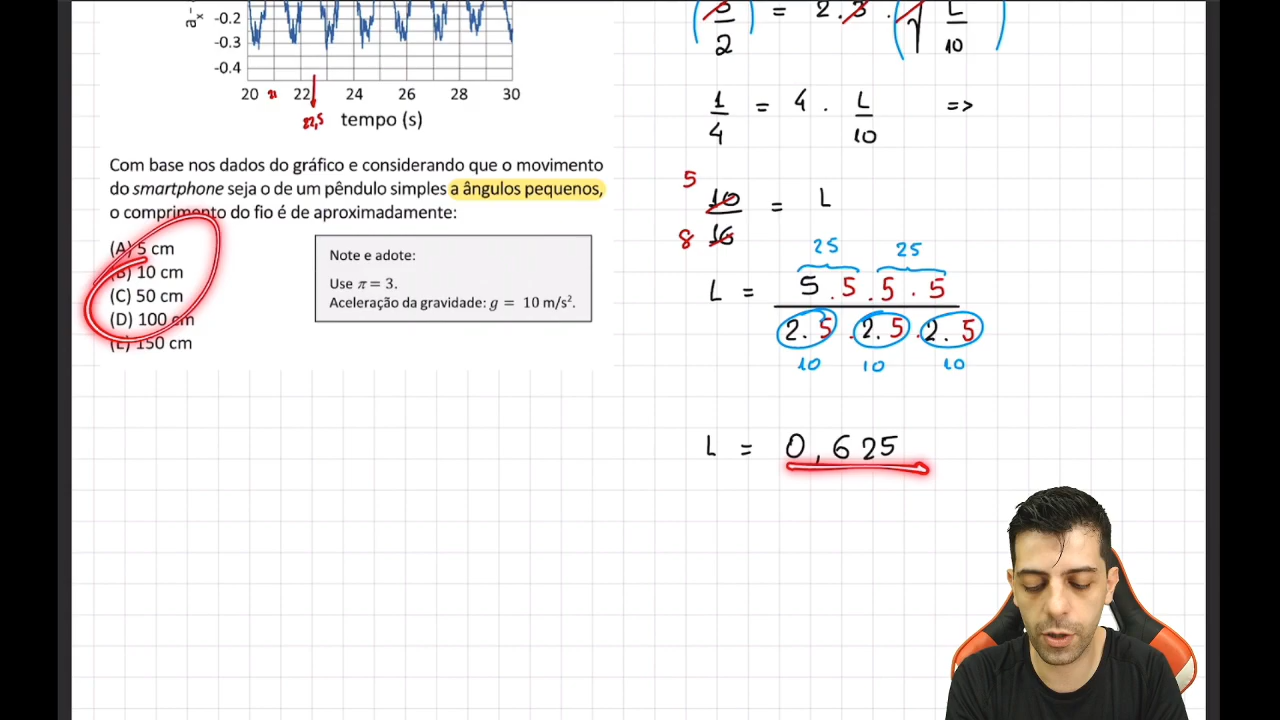 a_x -
-0.2
-0.3
-0.4
20 21 22 24 26 28 30
22,5
tempo (s)
Com base nos dados do gráfico e considerando que o movimento
do smartphone seja o de um pêndulo simples a ângulos pequenos,
o comprimento do fio é de aproximadamente:
(A) 5 cm
(B) 10 cm
(C) 50 cm
(D) 100 cm
(E) 150 cm
Note e adote:
Use π = 3.
Aceleração da gravidade: g = 10 m/s².
(3/2) = 2.3.(√L/10)
1/4 = 4 . L/10 =>
5
10/16 = L
8
25 25
L = 5.5.5.5
2.5.2.5.2.5
10 10 10
L = 0,625